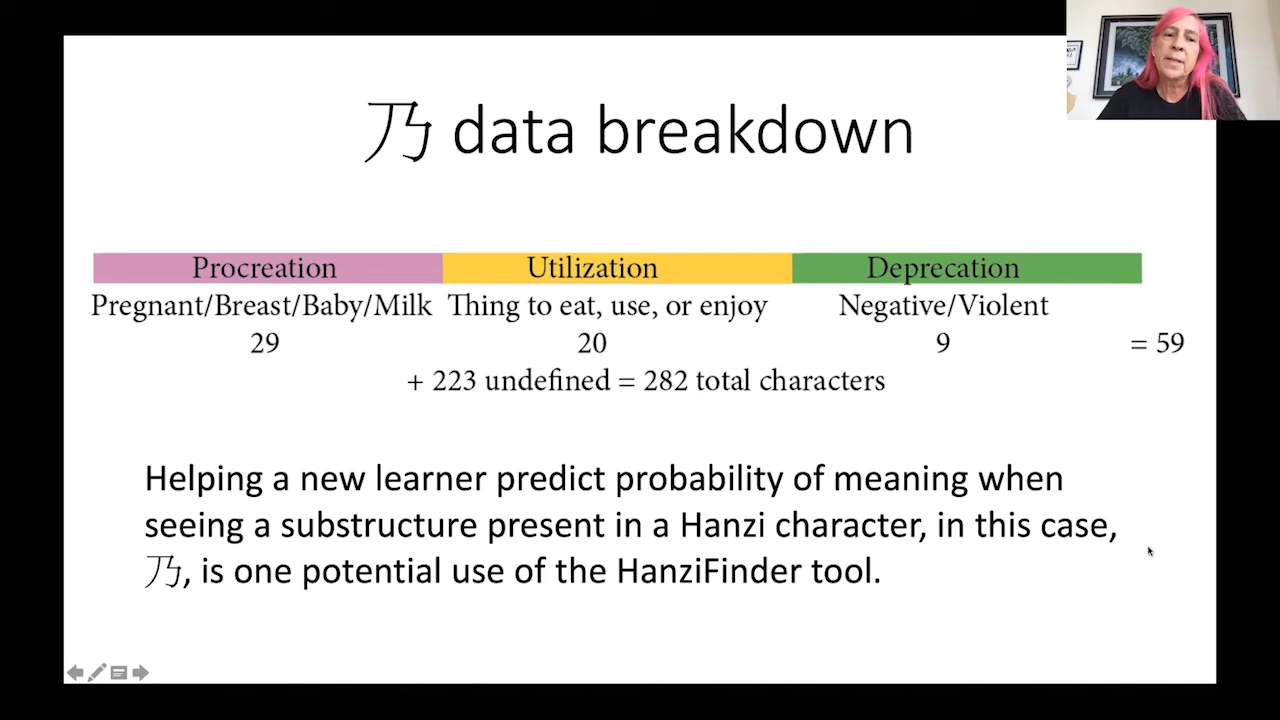 乃 data breakdown
Procreation Utilization Deprecation
Pregnant/Breast/Baby/Milk Thing to eat, use, or enjoy Negative/Violent
29 20 9 = 59
+ 223 undefined = 282 total characters
Helping a new learner predict probability of meaning when
seeing a substructure present in a Hanzi character, in this case,
乃, is one potential use of the HanziFinder tool.